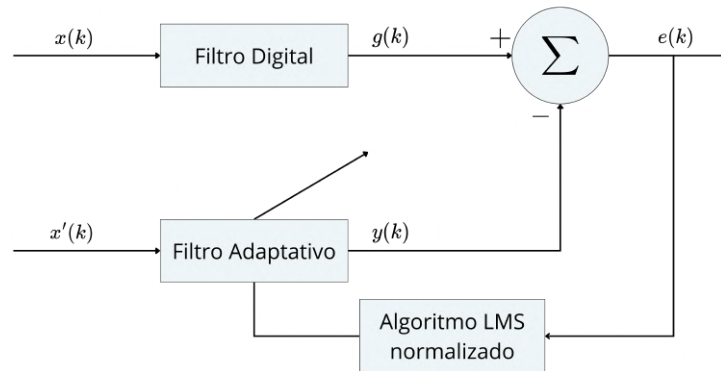 x(k)
Filtro Digital
g(k)
+
∑
e(k)
−
x'(k)
Filtro Adaptativo
y(k)
Algoritmo LMS
normalizado